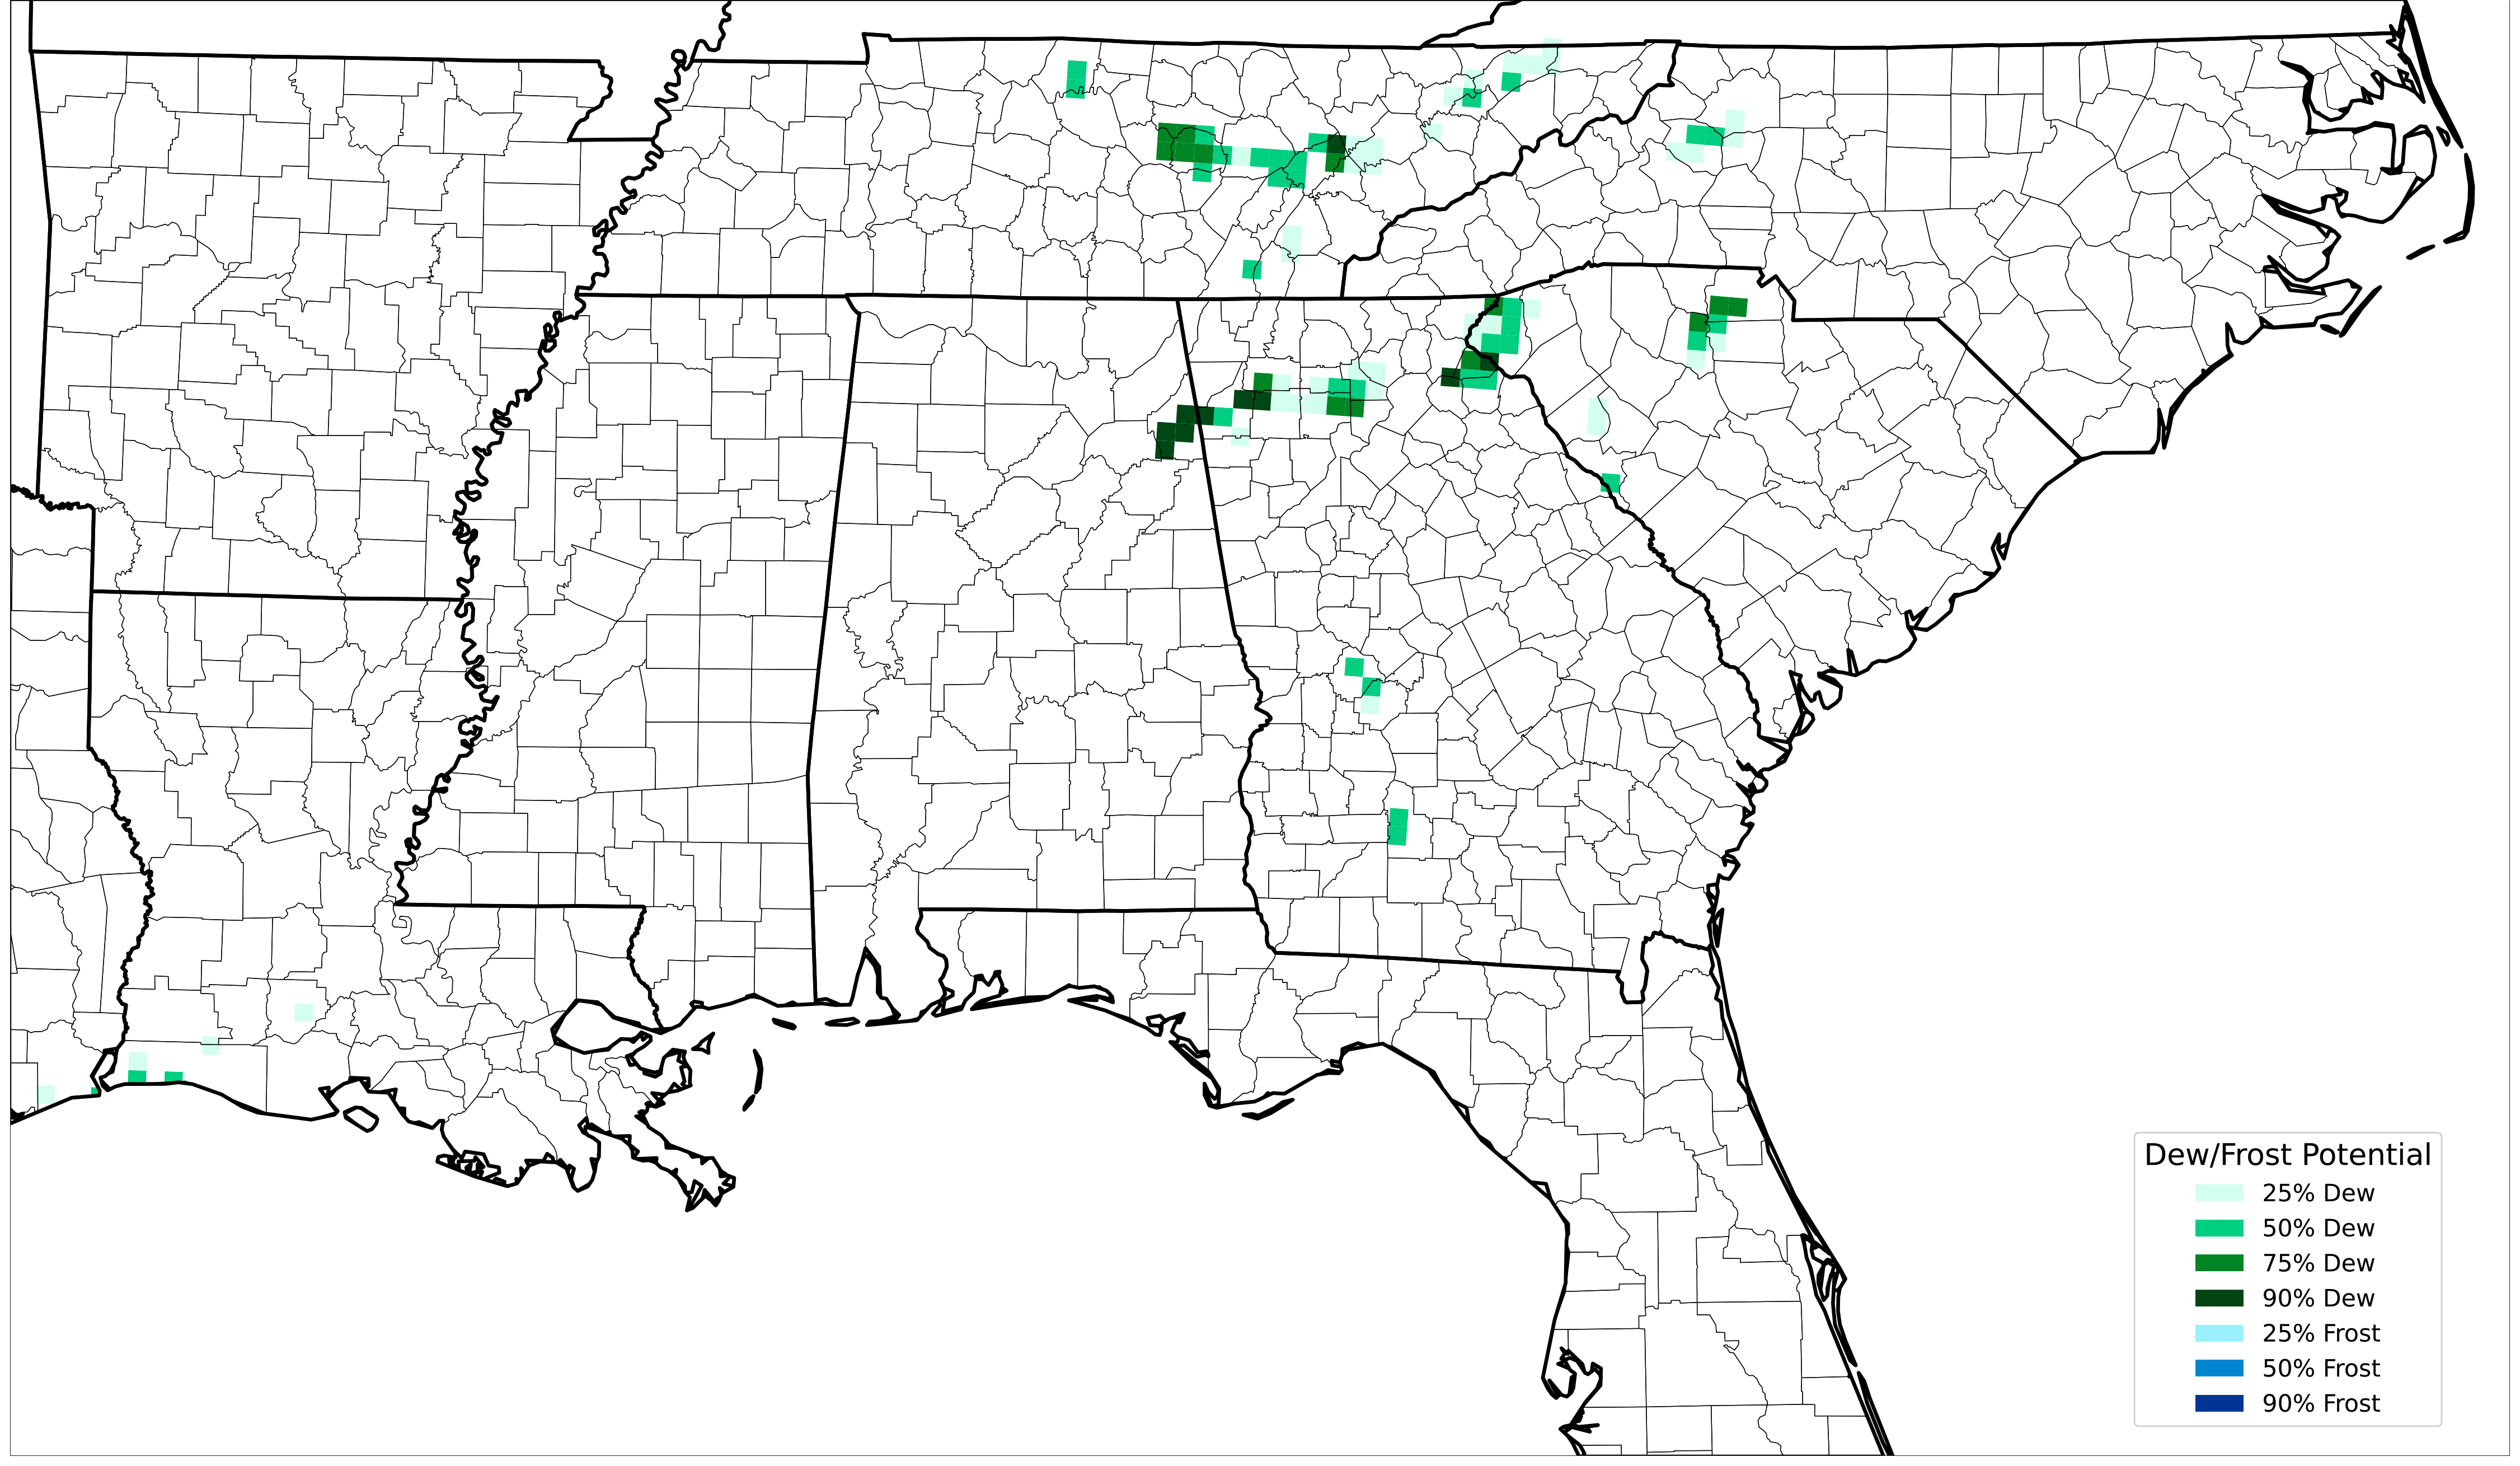 Dew/Frost Potential
25% Dew
50% Dew
75% Dew
90% Dew
25% Frost
50% Frost
90% Frost